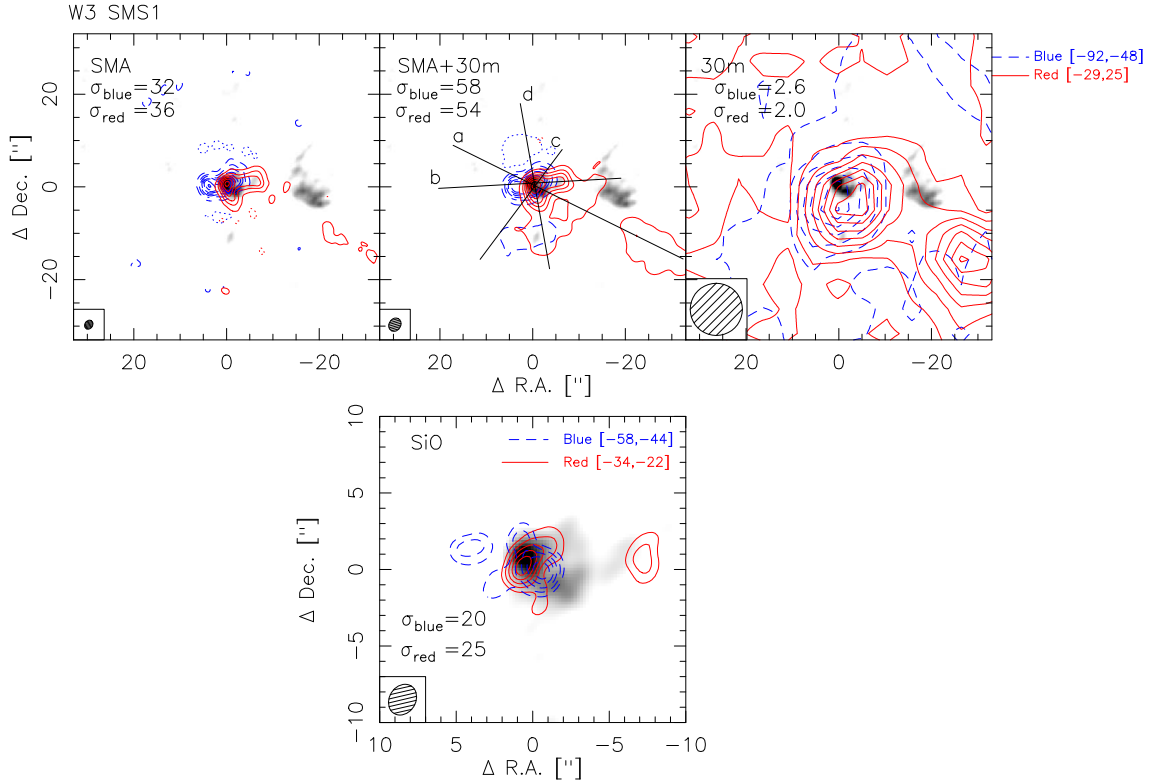 W3 SMS1
SMA
σblue=32
σred=36
SMA+30m
σblue=58
σred=54
a
b
c
d
30m
σblue=2.6
σred=2.0
Blue [−92,−48]
Red [−29,25]
Δ Dec. ["]
20
0
−20
20
0
−20
20
0
−20
20
0
−20
Δ R.A. ["]
SiO
Blue [−58,−44]
Red [−34,−22]
σblue=20
σred=25
Δ Dec. ["]
10
5
0
−5
−10
10
5
0
−5
−10
Δ R.A. ["]